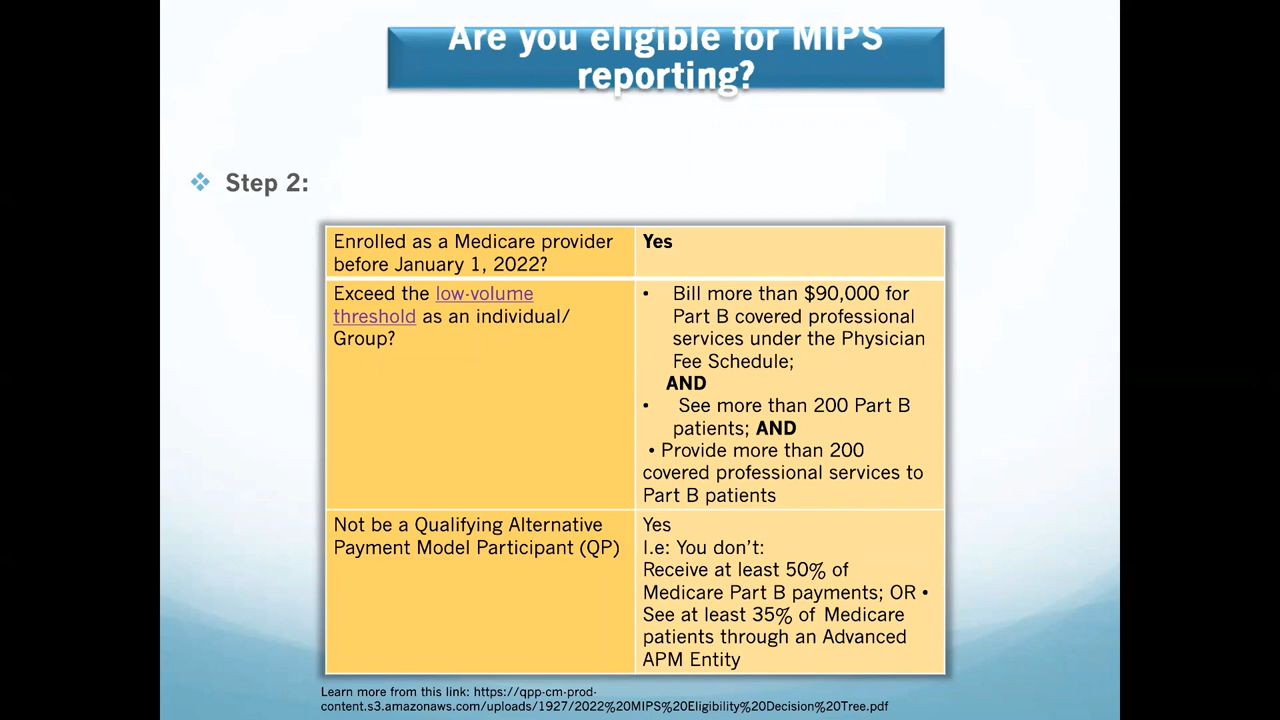 Are you eligible for MIPS
reporting?
❖ Step 2:
Enrolled as a Medicare provider
before January 1, 2022?
Yes
Exceed the low-volume
threshold as an individual/
Group?
• Bill more than $90,000 for
Part B covered professional
services under the Physician
Fee Schedule;
AND
• See more than 200 Part B
patients; AND
• Provide more than 200
covered professional services to
Part B patients
Not be a Qualifying Alternative
Payment Model Participant (QP)
Yes
I.e: You don’t:
Receive at least 50% of
Medicare Part B payments; OR •
See at least 35% of Medicare
patients through an Advanced
APM Entity
Learn more from this link: https://qpp-cm-prod-
content.s3.amazonaws.com/uploads/1927/2022%20MIPS%20Eligibility%20Decision%20Tree.pdf